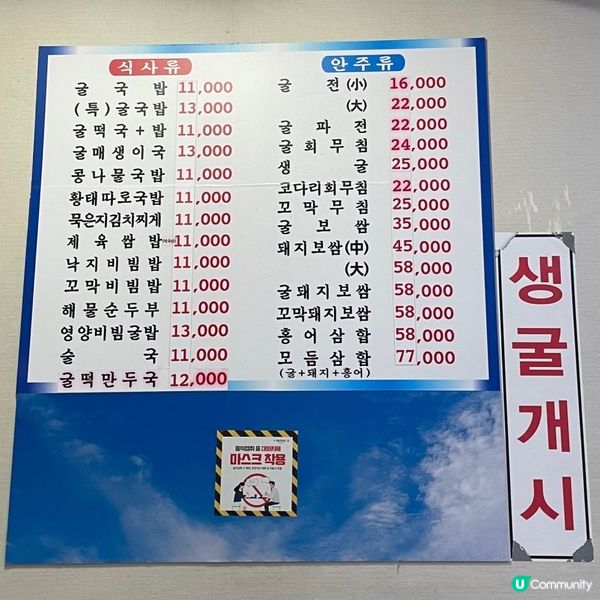 식사류
굴국밥 11,000
(특)굴국밥 13,000
굴떡국+밥 11,000
굴매생이국 13,000
콩나물국밥 11,000
황태따로국밥 11,000
묵은지김치찌게 11,000
제육쌈밥 11,000
낙지비빔밥 11,000
꼬막비빔밥 11,000
해물순두부 11,000
영양비빔굴밥 13,000
술국 11,000
굴떡만두국 12,000
안주류
굴전(小) 16,000
(大) 22,000
굴파전 22,000
굴회무침 24,000
생굴 25,000
코다리회무침 22,000
꼬막무침 25,000
굴보쌈 35,000
돼지보쌈(中) 45,000
(大) 58,000
굴돼지보쌈 58,000
꼬막돼지보쌈 58,000
홍어삼합 58,000
모듬삼합 77,000
(굴+돼지+홍어)
생굴개시
음식섭취 중 대화자제
마스크 착용
U Community